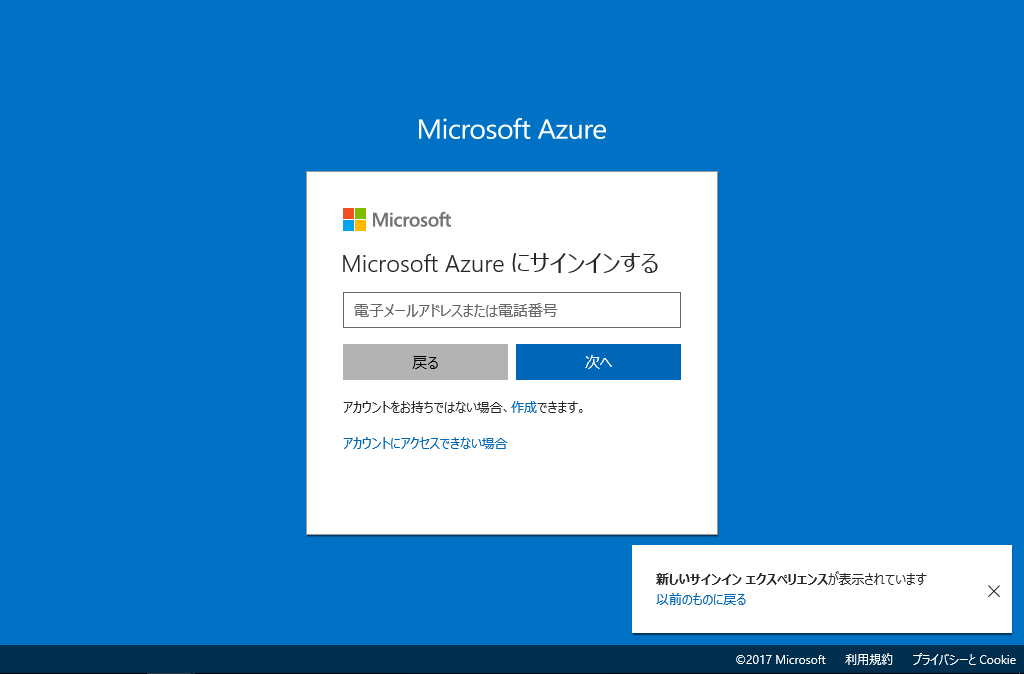 Microsoft Azure
Microsoft
Microsoft Azure にサインインする
電子メールアドレスまたは電話番号
戻る
次へ
アカウントをお持ちではない場合、作成できます。
アカウントにアクセスできない場合
新しいサインイン エクスペリエンスが表示されています
以前のものに戻る
©2017 Microsoft 利用規約 プライバシーと Cookie